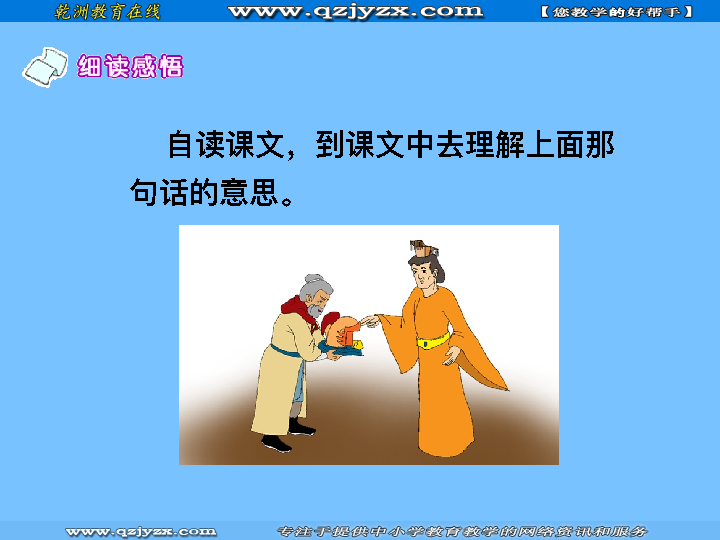 乾洲教育在线 www.qzjyzx.com 【您教学的好帮手】
细读感悟
自读课文，到课文中去理解上面那
句话的意思。
www.qzjyzx.com 专注于提供中小学教育教学的网络资讯和服务